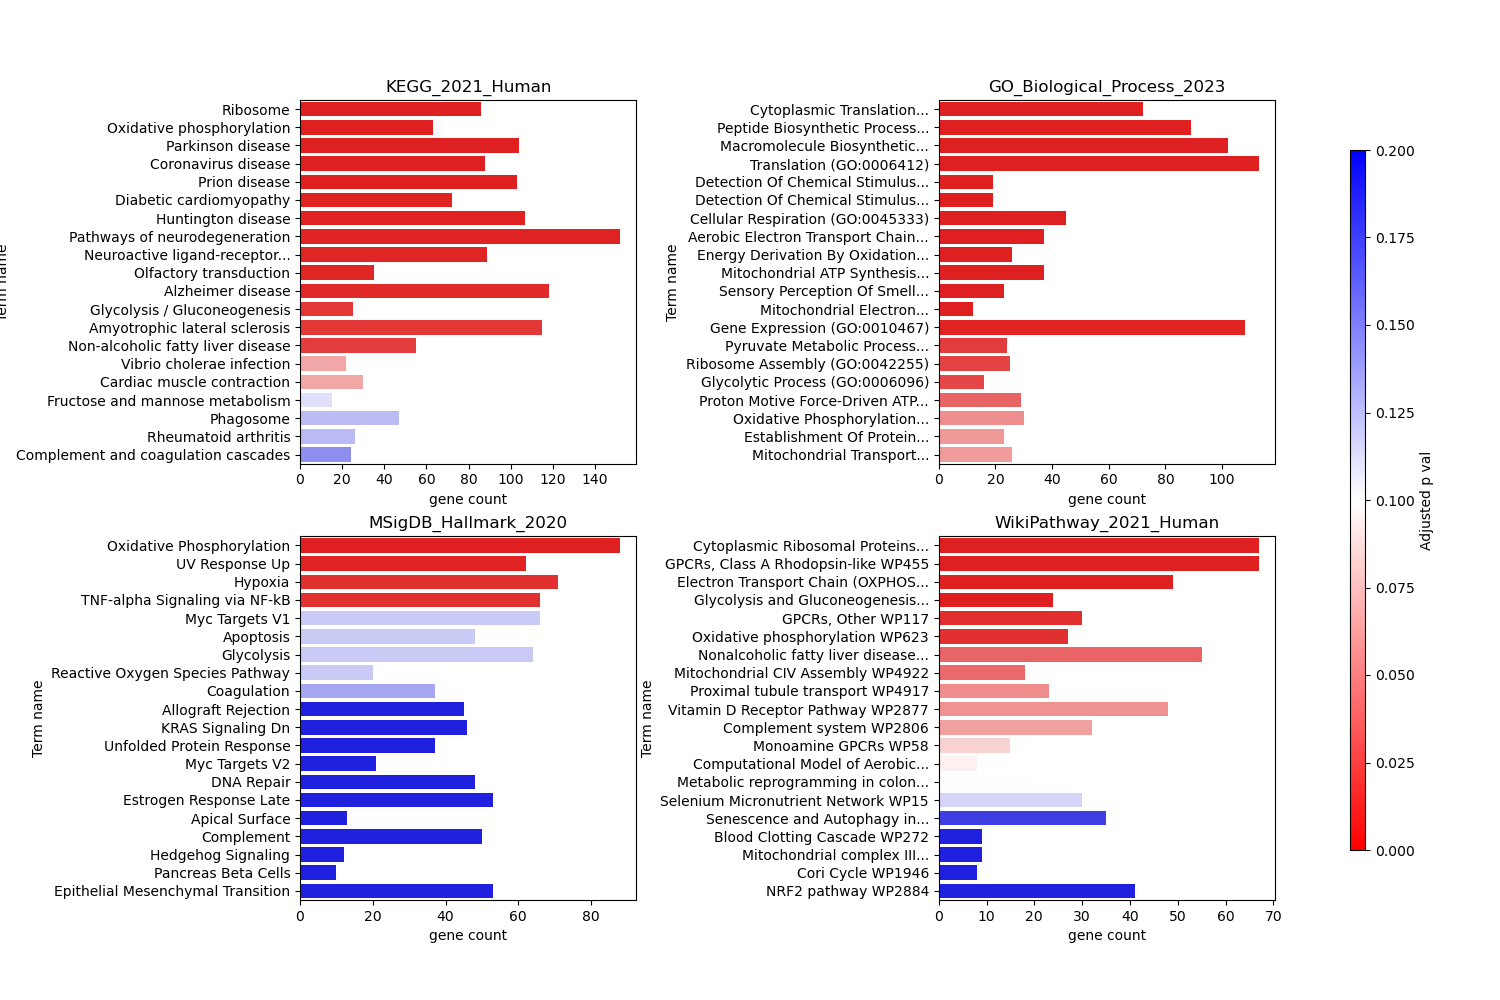 KEGG_2021_Human
Term name
Ribosome
Oxidative phosphorylation
Parkinson disease
Coronavirus disease
Prion disease
Diabetic cardiomyopathy
Huntington disease
Pathways of neurodegeneration
Neuroactive ligand-receptor...
Olfactory transduction
Alzheimer disease
Glycolysis / Gluconeogenesis
Amyotrophic lateral sclerosis
Non-alcoholic fatty liver disease
Vibrio cholerae infection
Cardiac muscle contraction
Fructose and mannose metabolism
Phagosome
Rheumatoid arthritis
Complement and coagulation cascades
0 20 40 60 80 100 120 140
gene count
GO_Biological_Process_2023
Term name
Cytoplasmic Translation...
Peptide Biosynthetic Process...
Macromolecule Biosynthetic...
Translation (GO:0006412)
Detection Of Chemical Stimulus...
Detection Of Chemical Stimulus...
Cellular Respiration (GO:0045333)
Aerobic Electron Transport Chain...
Energy Derivation By Oxidation...
Mitochondrial ATP Synthesis...
Sensory Perception Of Smell...
Mitochondrial Electron...
Gene Expression (GO:0010467)
Pyruvate Metabolic Process...
Ribosome Assembly (GO:0042255)
Glycolytic Process (GO:0006096)
Proton Motive Force-Driven ATP...
Oxidative Phosphorylation...
Establishment Of Protein...
Mitochondrial Transport...
0 20 40 60 80 100
gene count
MSigDB_Hallmark_2020
Term name
Oxidative Phosphorylation
UV Response Up
Hypoxia
TNF-alpha Signaling via NF-kB
Myc Targets V1
Apoptosis
Glycolysis
Reactive Oxygen Species Pathway
Coagulation
Allograft Rejection
KRAS Signaling Dn
Unfolded Protein Response
Myc Targets V2
DNA Repair
Estrogen Response Late
Apical Surface
Complement
Hedgehog Signaling
Pancreas Beta Cells
Epithelial Mesenchymal Transition
0 20 40 60 80
gene count
WikiPathway_2021_Human
Term name
Cytoplasmic Ribosomal Proteins...
GPCRs, Class A Rhodopsin-like WP455
Electron Transport Chain (OXPHOS...
Glycolysis and Gluconeogenesis...
GPCRs, Other WP117
Oxidative phosphorylation WP623
Nonalcoholic fatty liver disease...
Mitochondrial CIV Assembly WP4922
Proximal tubule transport WP4917
Vitamin D Receptor Pathway WP2877
Complement system WP2806
Monoamine GPCRs WP58
Computational Model of Aerobic...
Metabolic reprogramming in colon...
Selenium Micronutrient Network WP15
Senescence and Autophagy in...
Blood Clotting Cascade WP272
Mitochondrial complex III...
Cori Cycle WP1946
NRF2 pathway WP2884
0 10 20 30 40 50 60 70
gene count
0.200
0.175
0.150
0.125
0.100
0.075
0.050
0.025
0.000
Adjusted p val